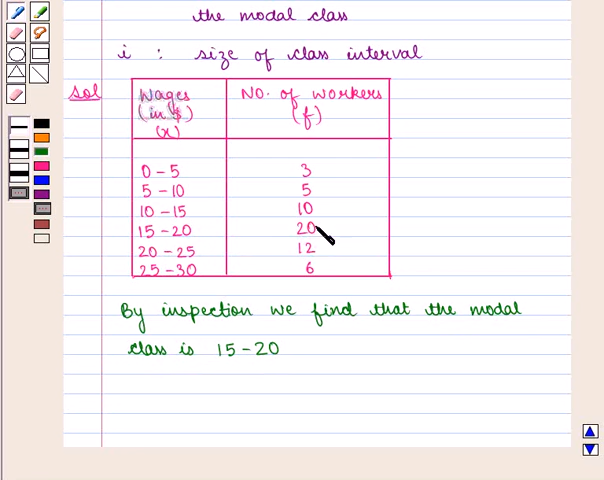 the modal class
i : size of class interval
Sol
Wages No. of workers
(in $) (f)
(x)
0-5 3
5-10 5
10-15 10
15-20 20
20-25 12
25-30 6
By inspection we find that the modal
class is 15-20